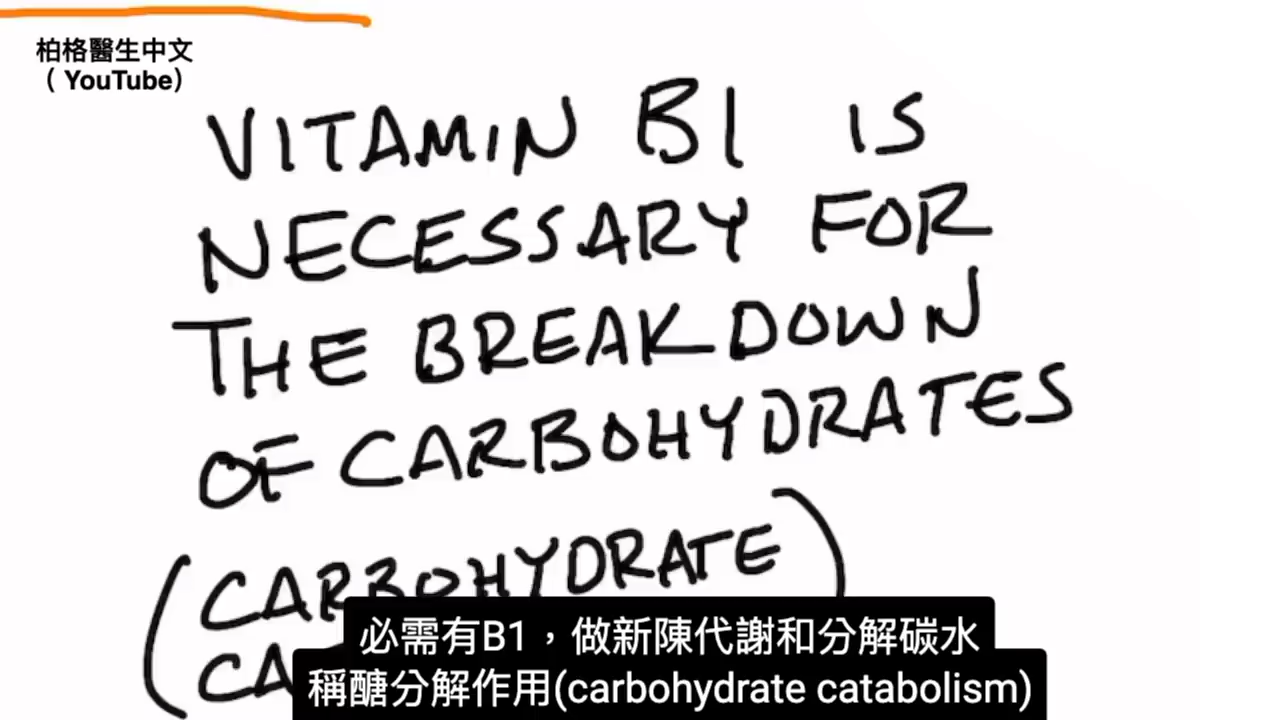 柏格醫生中文
（ YouTube）
VITAMIN B1 IS
NECESSARY FOR
THE BREAKDOWN
OF CARBOHYDRATES
(CARBOHYDRATE)
必需有B1，做新陳代謝和分解碳水
稱醣分解作用(carbohydrate catabolism)